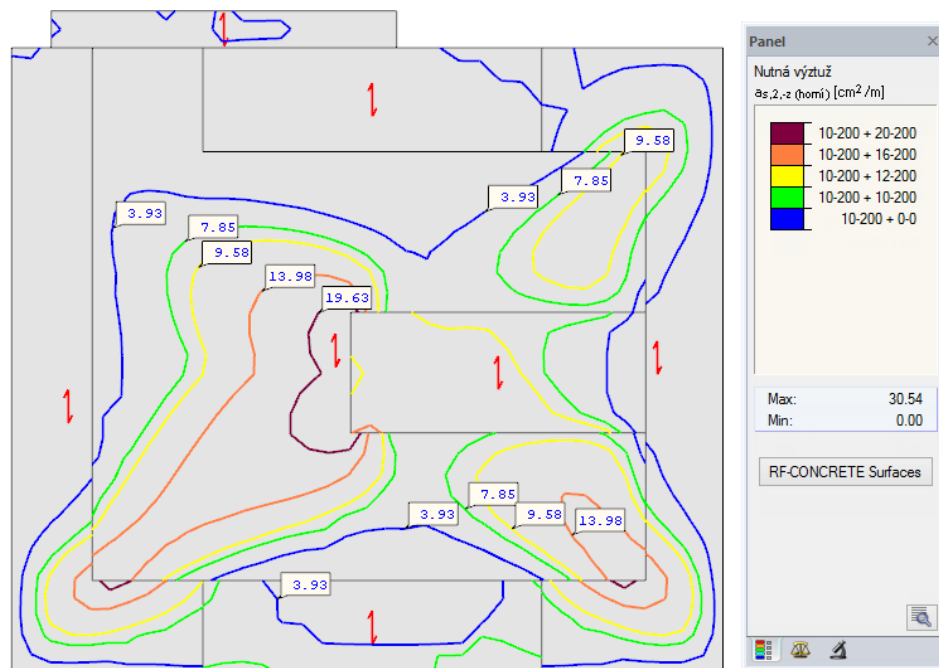 9.58
7.85
3.93
3.93
7.85
9.58
13.98
19.63
7.85
9.58
3.93
13.98
3.93
Panel
Nutná výztuž
as,2,-z (horní) [cm²/m]
10-200 + 20-200
10-200 + 16-200
10-200 + 12-200
10-200 + 10-200
10-200 + 0-0
Max: 30.54
Min: 0.00
RF-CONCRETE Surfaces